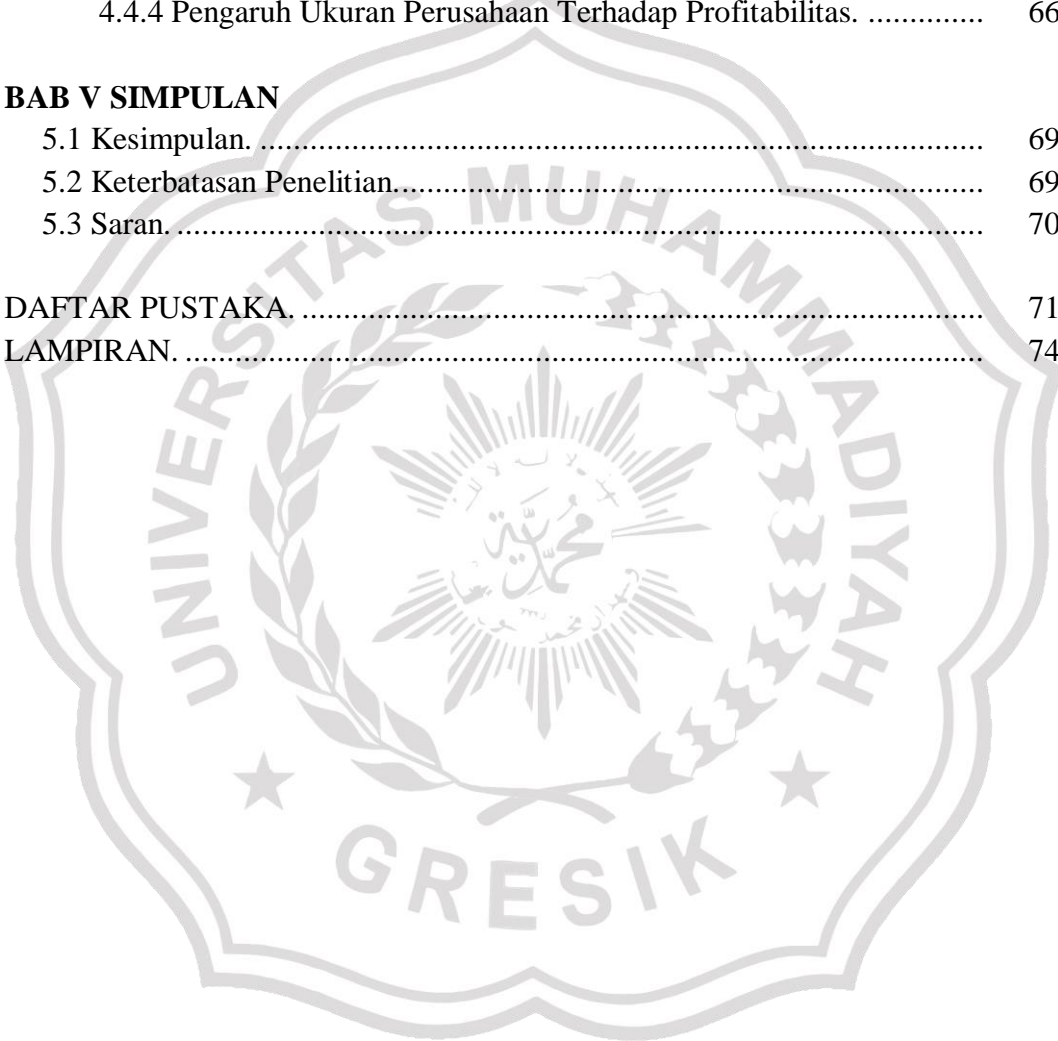 4.4.4 Pengaruh Ukuran Perusahaan Terhadap Profitabilitas. .............. 66
BAB V SIMPULAN
5.1 Kesimpulan. ........................................................................................ 69
5.2 Keterbatasan Penelitian........................................................................ 69
5.3 Saran. .................................................................................................. 70
DAFTAR PUSTAKA. ................................................................................... 71
LAMPIRAN. .................................................................................................. 74
UNIVERSITAS MUHAMMADIYAH
محمد
GRESIK